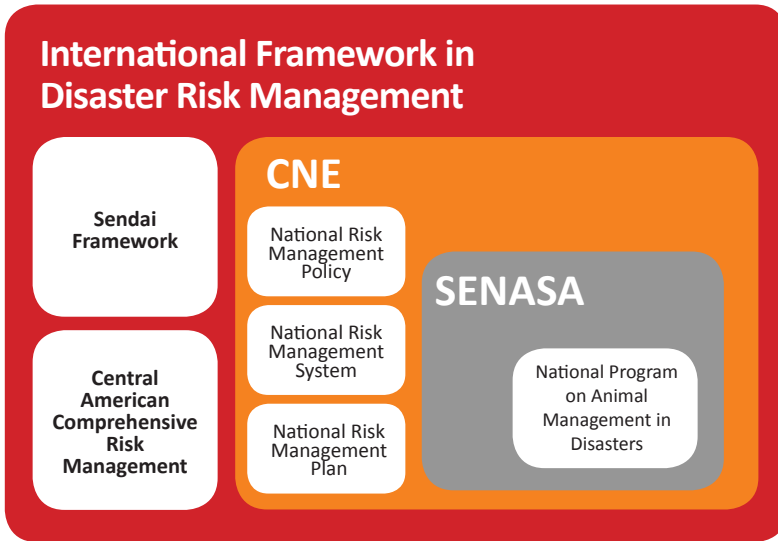 International Framework in
Disaster Risk Management
Sendai
Framework
Central
American
Comprehensive
Risk
Management
CNE
National Risk
Management
Policy
National Risk
Management
System
National Risk
Management
Plan
SENASA
National Program
on Animal
Management in
Disasters